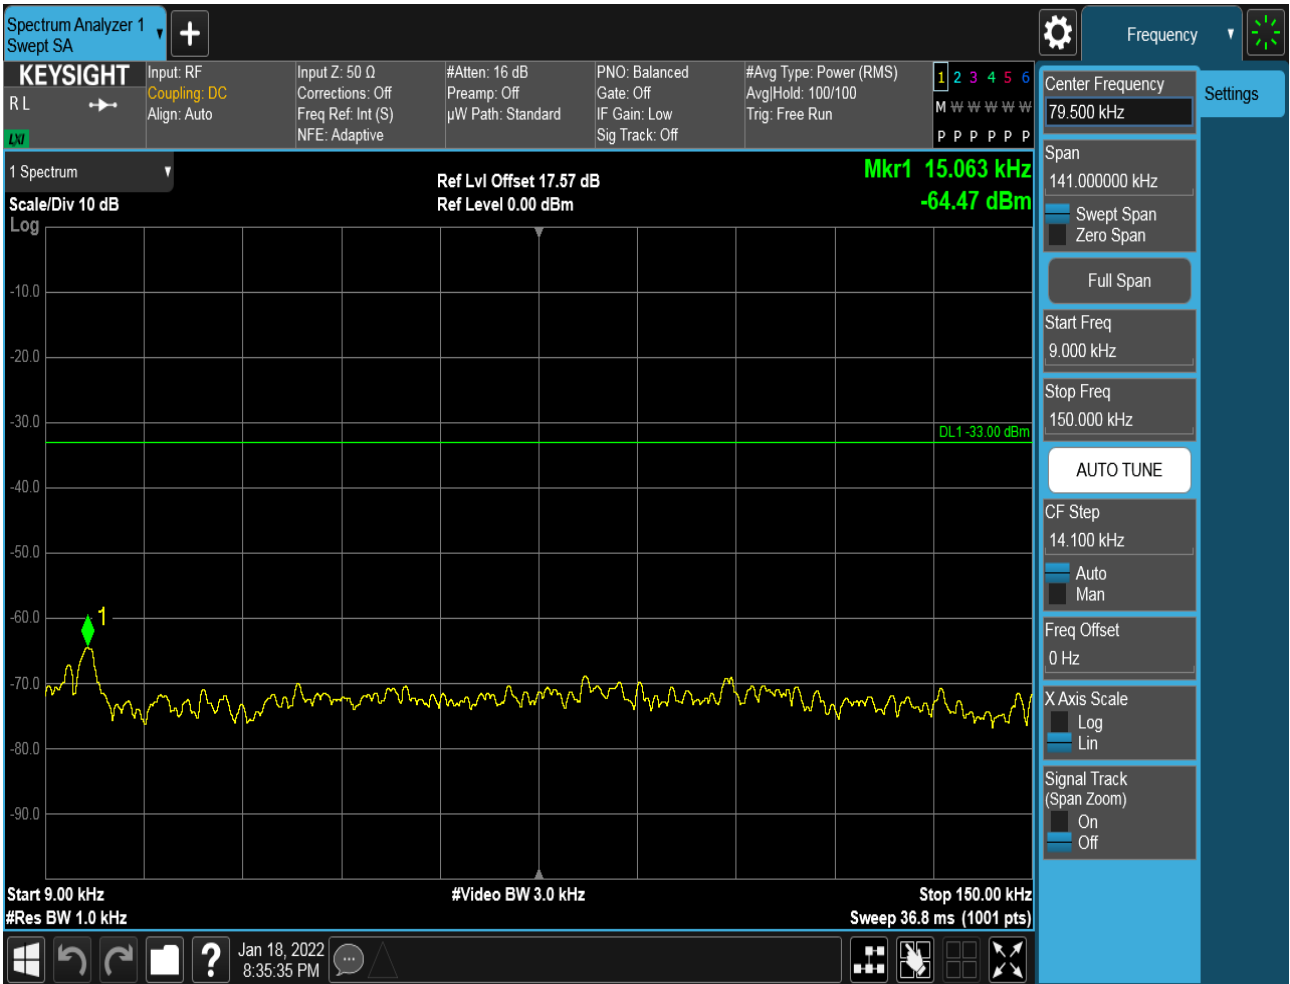 Spectrum Analyzer 1
Swept SA
Frequency
KEYSIGHT
R L
LXI
Input: RF
Coupling: DC
Align: Auto
Input Z: 50 Ω
Corrections: Off
Freq Ref: Int (S)
NFE: Adaptive
#Atten: 16 dB
Preamp: Off
µW Path: Standard
PNO: Balanced
Gate: Off
IF Gain: Low
Sig Track: Off
#Avg Type: Power (RMS)
Avg|Hold: 100/100
Trig: Free Run
1 2 3 4 5 6
M W W W W W
P P P P P P
1 Spectrum
Scale/Div 10 dB
Log
Ref Lvl Offset 17.57 dB
Ref Level 0.00 dBm
Mkr1 15.063 kHz
-64.47 dBm
-10.0
-20.0
-30.0
DL1 -33.00 dBm
-40.0
-50.0
-60.0
1
-70.0
-80.0
-90.0
Start 9.00 kHz
#Res BW 1.0 kHz
#Video BW 3.0 kHz
Stop 150.00 kHz
Sweep 36.8 ms (1001 pts)
Jan 18, 2022
8:35:35 PM
?
Center Frequency
79.500 kHz
Settings
Span
141.000000 kHz
Swept Span
Zero Span
Full Span
Start Freq
9.000 kHz
Stop Freq
150.000 kHz
AUTO TUNE
CF Step
14.100 kHz
Auto
Man
Freq Offset
0 Hz
X Axis Scale
Log
Lin
Signal Track
(Span Zoom)
On
Off